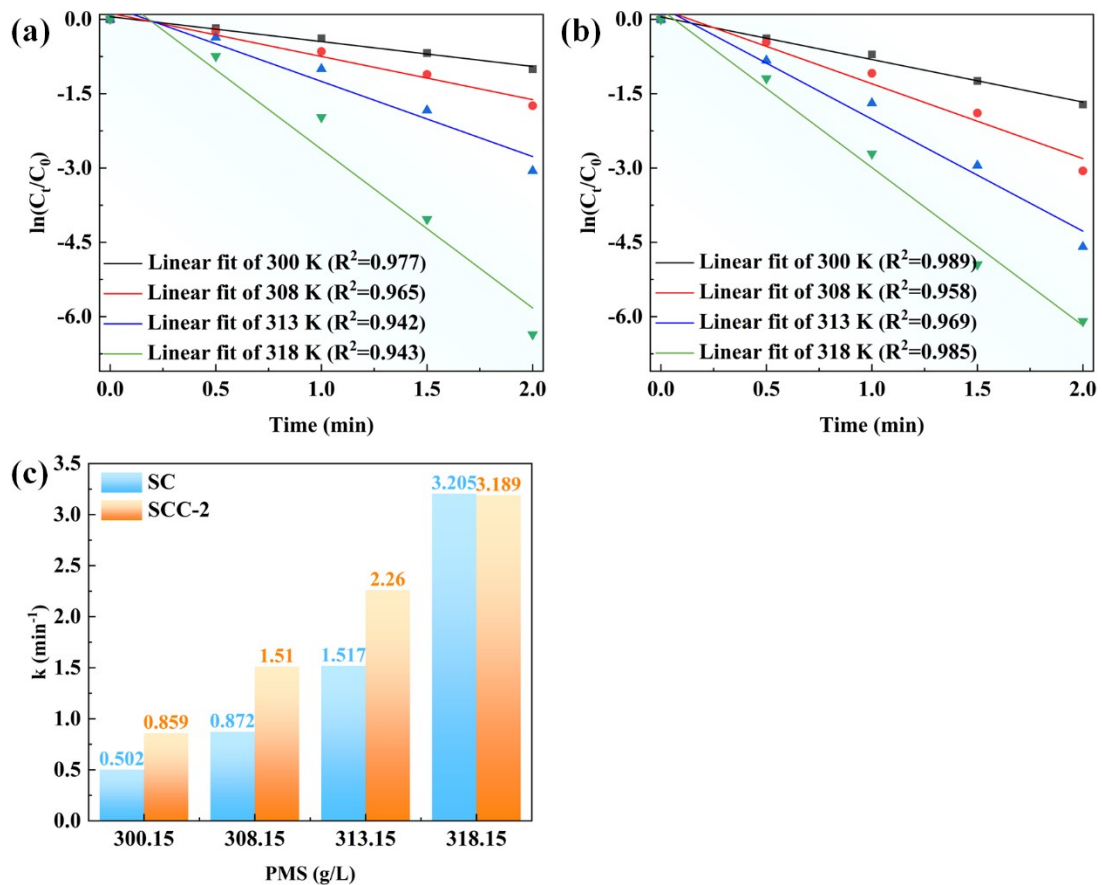 (a)
0.0
-1.5
-3.0
-4.5
-6.0
ln(Cₜ/C₀)
Linear fit of 300 K (R²=0.977)
Linear fit of 308 K (R²=0.965)
Linear fit of 313 K (R²=0.942)
Linear fit of 318 K (R²=0.943)
0.0 0.5 1.0 1.5 2.0
Time (min)
(b)
0.0
-1.5
-3.0
-4.5
-6.0
ln(Cₜ/C₀)
Linear fit of 300 K (R²=0.989)
Linear fit of 308 K (R²=0.958)
Linear fit of 313 K (R²=0.969)
Linear fit of 318 K (R²=0.985)
0.0 0.5 1.0 1.5 2.0
Time (min)
(c)
3.5
3.0
2.5
2.0
1.5
1.0
0.5
0.0
k (min⁻¹)
SC
SCC-2
0.502
0.859
0.872
1.51
1.517
2.26
3.205
3.189
300.15 308.15 313.15 318.15
PMS (g/L)